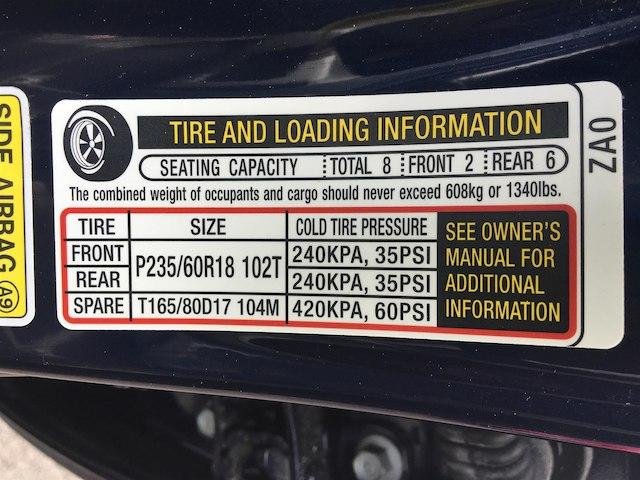 SIDE AIRBAG A9
TIRE AND LOADING INFORMATION
SEATING CAPACITY TOTAL 8 FRONT 2 REAR 6
The combined weight of occupants and cargo should never exceed 608kg or 1340lbs.
TIRE SIZE COLD TIRE PRESSURE
FRONT P235/60R18 102T 240KPA, 35PSI
REAR 240KPA, 35PSI
SPARE T165/80D17 104M 420KPA, 60PSI
SEE OWNER'S
MANUAL FOR
ADDITIONAL
INFORMATION
ZA0